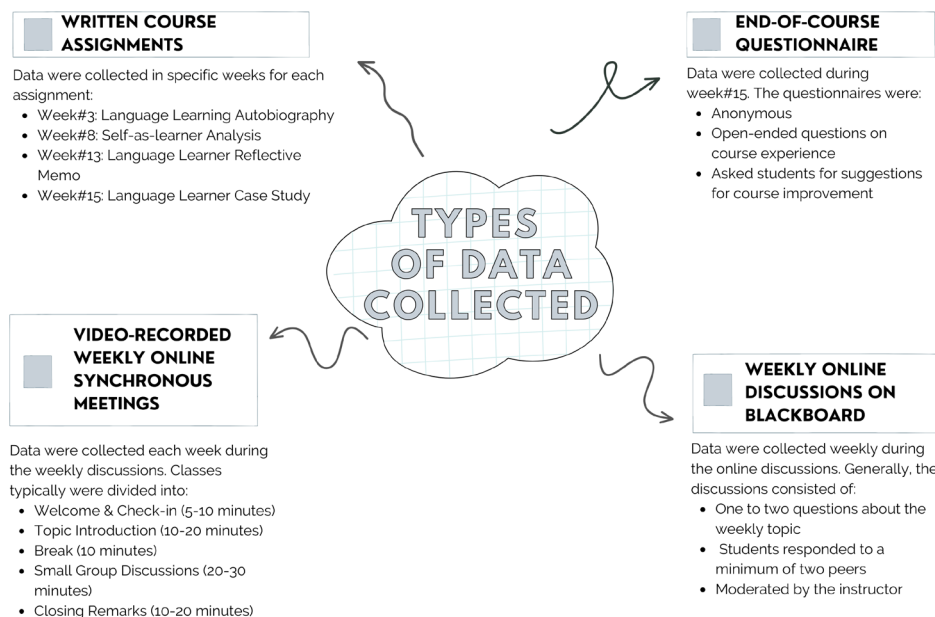 WRITTEN COURSE
ASSIGNMENTS
Data were collected in specific weeks for each
assignment:
• Week#3: Language Learning Autobiography
• Week#8: Self-as-learner Analysis
• Week#13: Language Learner Reflective
Memo
• Week#15: Language Learner Case Study
END-OF-COURSE
QUESTIONNAIRE
Data were collected during
week#15. The questionnaires were:
• Anonymous
• Open-ended questions on
course experience
• Asked students for suggestions
for course improvement
TYPES
OF DATA
COLLECTED
VIDEO-RECORDED
WEEKLY ONLINE
SYNCHRONOUS
MEETINGS
Data were collected each week during
the weekly discussions. Classes
typically were divided into:
• Welcome & Check-in (5-10 minutes)
• Topic Introduction (10-20 minutes)
• Break (10 minutes)
• Small Group Discussions (20-30
minutes)
• Closing Remarks (10-20 minutes)
WEEKLY ONLINE
DISCUSSIONS ON
BLACKBOARD
Data were collected weekly during
the online discussions. Generally, the
discussions consisted of:
• One to two questions about the
weekly topic
• Students responded to a
minimum of two peers
• Moderated by the instructor